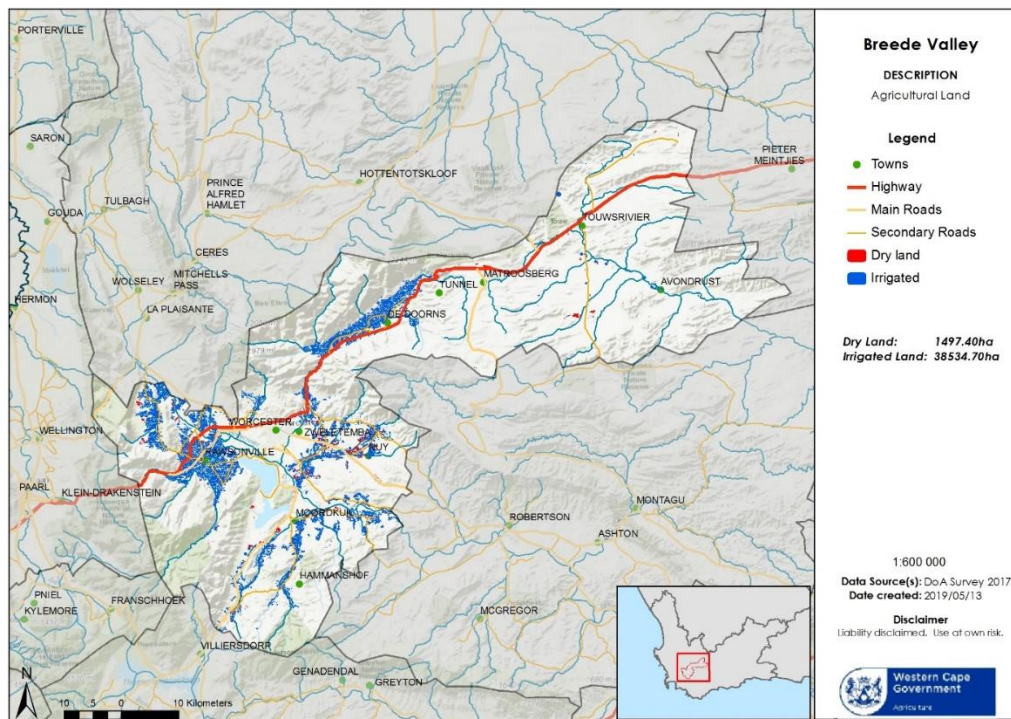 PORTERVILLE
SARON
GOUDA
TULBAGH
PRINCE
ALFRED
HAMLET
HOTTENTOTSKLOOF
PIETER
MEINTJIES
CERES
MITCHELLS
PASS
WOLSELEY
HERMON
LA PLAISANTE
TOUWSRIVIER
MATROOSBERG
TUNNEL
AVONDRUST
DE DOORNS
WORCESTER
ZWELETEMBA
NUY
WELLINGTON
RAWSONVILLE
PAARL
KLEIN-DRAKENSTEIN
MOORDKUIL
ROBERTSON
MONTAGU
ASHTON
HAMMANSHOF
PNIEL
KYLEMORE
FRANSCHHOEK
MCGREGOR
VILLIERSDORP
GENADENDAL
GREYTON
N
10 5 0 10 Kilometers
Breede Valley
DESCRIPTION
Agricultural Land
Legend
Towns
Highway
Main Roads
Secondary Roads
Dry land
Irrigated
Dry Land: 1497.40ha
Irrigated Land: 38534.70ha
1:600 000
Data Source(s): DoA Survey 2017
Date created: 2019/05/13
Disclaimer
Liability disclaimed. Use at own risk.
Western Cape
Government
Agriculture